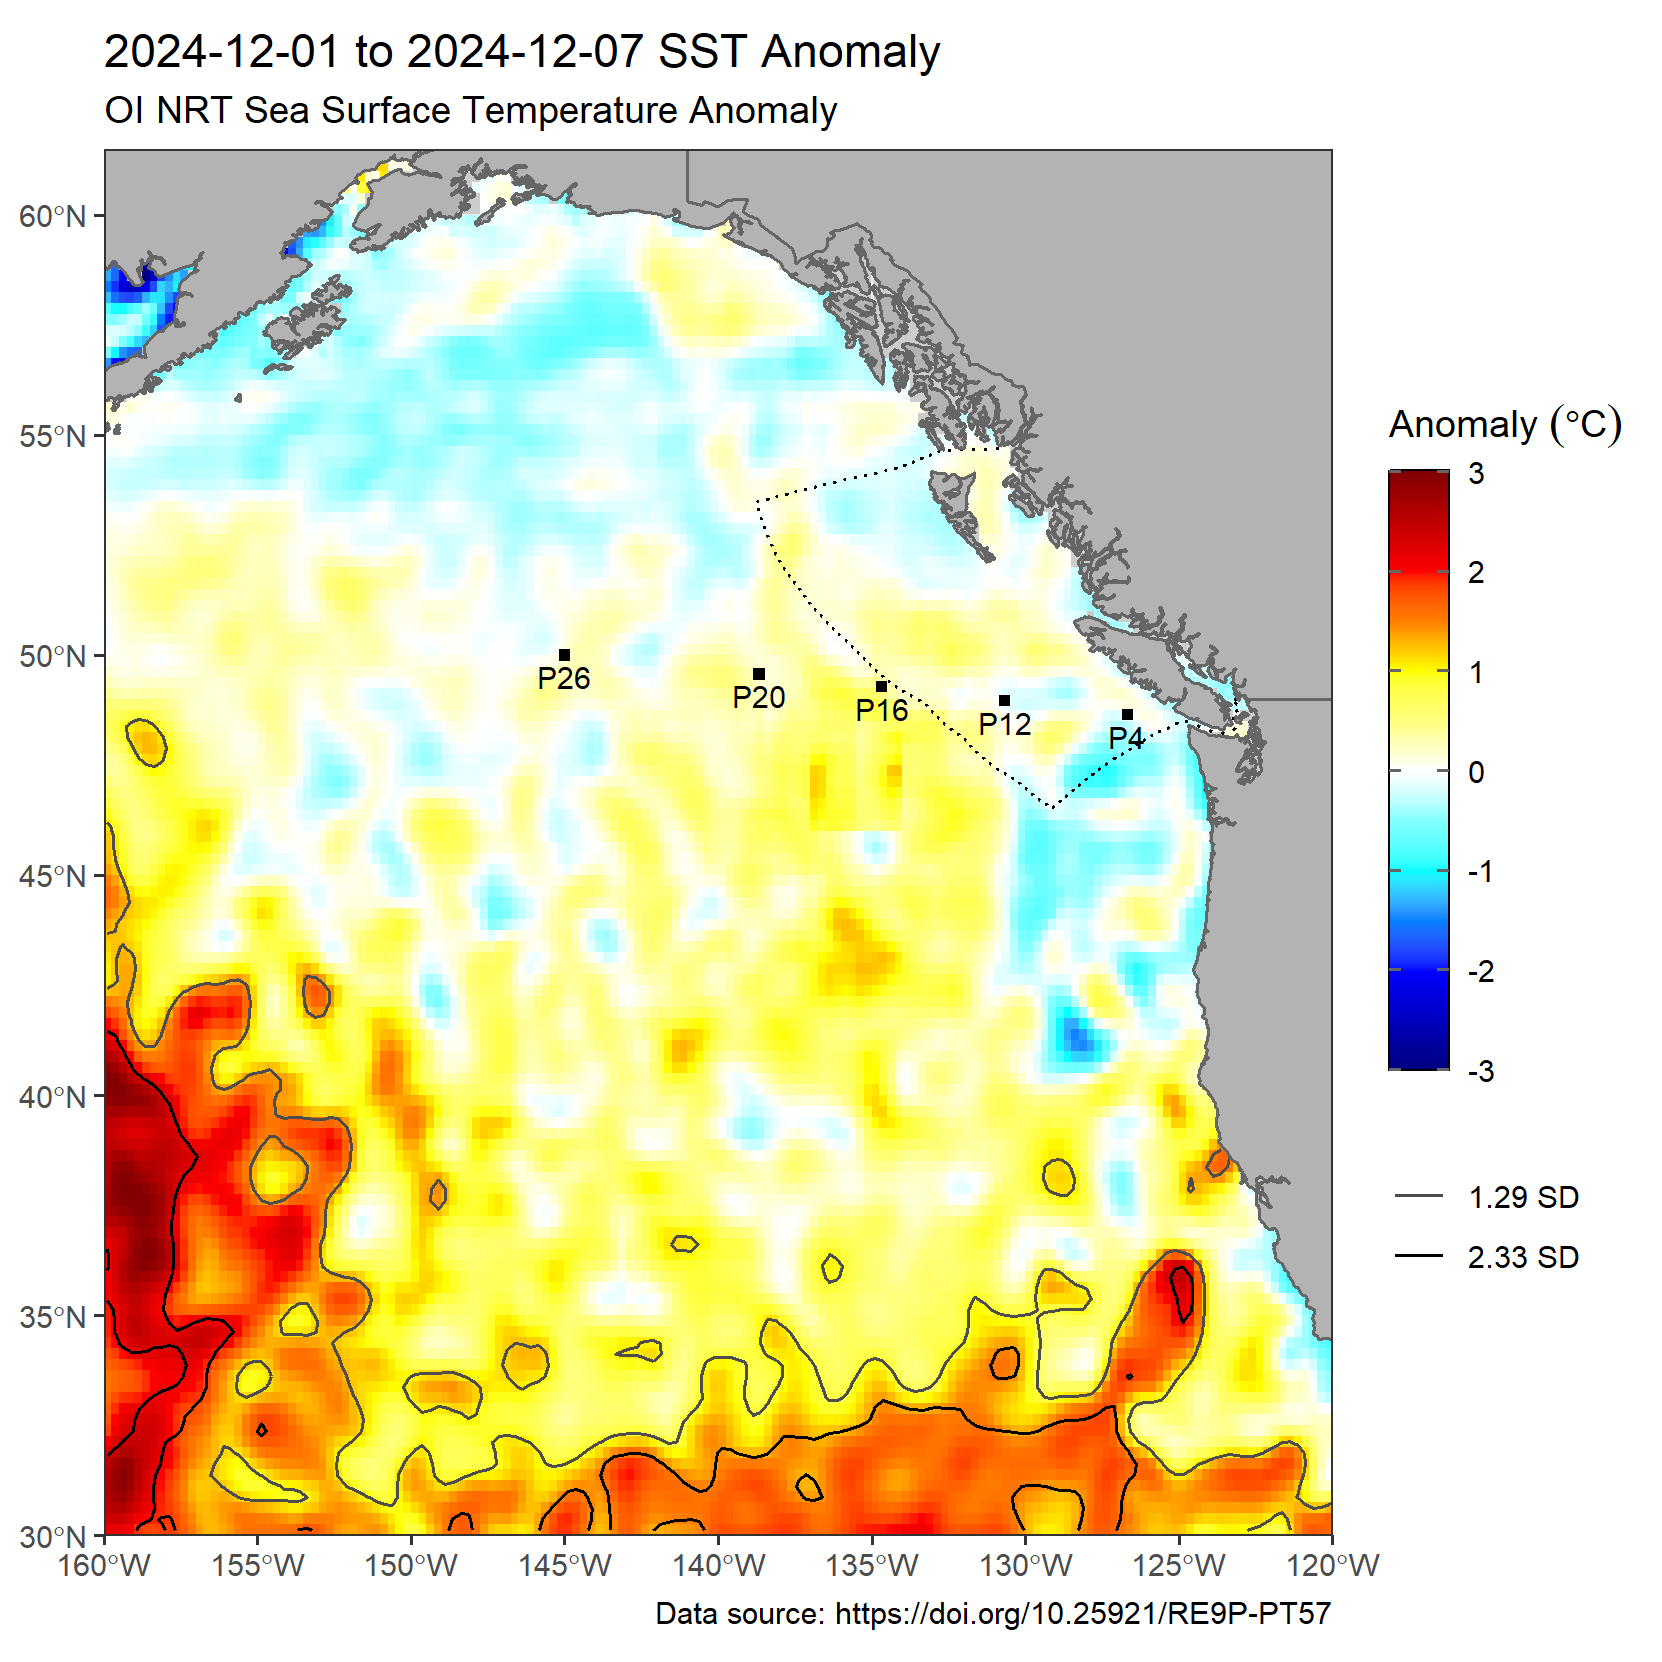 2024-12-01 to 2024-12-07 SST Anomaly
OI NRT Sea Surface Temperature Anomaly
60°N
55°N
50°N
45°N
40°N
35°N
30°N
160°W 155°W 150°W 145°W 140°W 135°W 130°W 125°W 120°W
P26
P20
P16
P12
P4
Anomaly (°C)
3
2
1
0
-1
-2
-3
1.29 SD
2.33 SD
Data source: https://doi.org/10.25921/RE9P-PT57